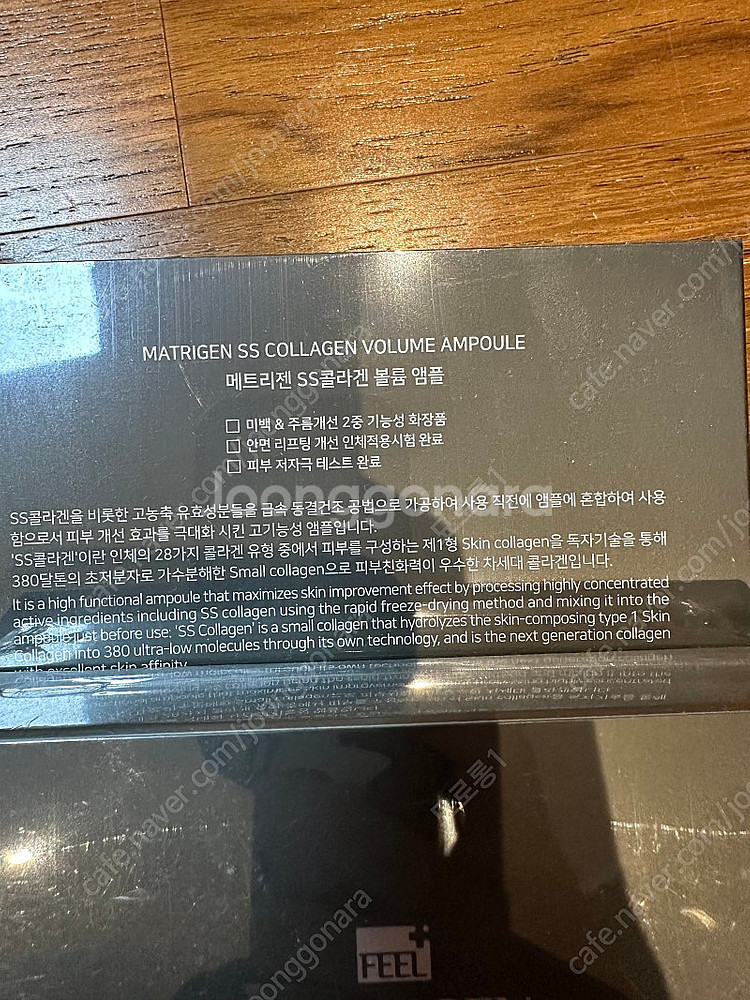 MATRIGEN SS COLLAGEN VOLUME AMPOULE
메트리젠 SS콜라겐 볼륨 앰플
□ 미백 & 주름개선 2중 기능성 화장품
□ 안면 리프팅 개선 인체적용시험 완료
□ 피부 저자극 테스트 완료
SS콜라겐을 비롯한 고농축 유효성분들을 급속 동결건조 공법으로 가공하여 사용 직전에 앰플에 혼합하여 사용
함으로서 피부 개선 효과를 극대화 시킨 고기능성 앰플입니다.
'SS콜라겐'이란 인체의 28가지 콜라겐 유형 중에서 피부를 구성하는 제1형 Skin collagen을 독자기술을 통해
380달톤의 초저분자로 가수분해한 Small collagen으로 피부친화력이 우수한 차세대 콜라겐입니다.
It is a high functional ampoule that maximizes skin improvement effect by processing highly concentrated
active ingredients including SS collagen using the rapid freeze-drying method and mixing it into the
ampoule just before use: 'SS Collagen' is a small collagen that hydrolyzes the skin-composing type 1 Skin
Collagen into 380 ultra-low molecules through its own technology, and is the next generation collagen
with excellent skin affinity
FEEL+
Joonggonara
cafe.naver.com/joonggonara